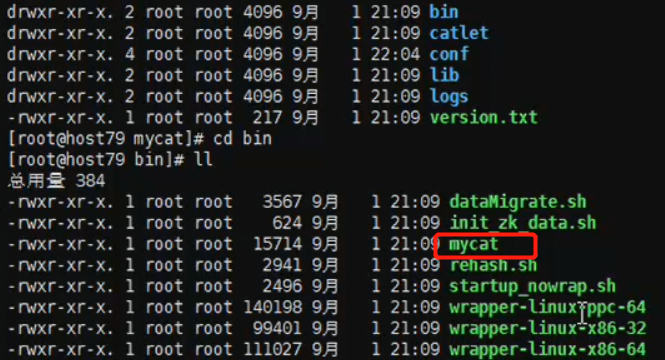 drwxr-xr-x. 2 root root 4096 9月 1 21:09 bin
drwxr-xr-x. 2 root root 4096 9月 1 21:09 catlet
drwxr-xr-x. 4 root root 4096 9月 1 22:04 conf
drwxr-xr-x. 2 root root 4096 9月 1 21:09 lib
drwxr-xr-x. 2 root root 4096 9月 1 21:09 logs
-rwxr-xr-x. 1 root root 217 9月 1 21:09 version.txt
[root@host79 mycat]# cd bin
[root@host79 bin]# ll
总用量 384
-rwxr-xr-x. 1 root root 3567 9月 1 21:09 dataMigrate.sh
-rwxr-xr-x. 1 root root 624 9月 1 21:09 init_zk_data.sh
-rwxr-xr-x. 1 root root 15714 9月 1 21:09 mycat
-rwxr-xr-x. 1 root root 2941 9月 1 21:09 rehash.sh
-rwxr-xr-x. 1 root root 2496 9月 1 21:09 startup_nowrap.sh
-rwxr-xr-x. 1 root root 140198 9月 1 21:09 wrapper-linux-ppc-64
-rwxr-xr-x. 1 root root 99401 9月 1 21:09 wrapper-linux-x86-32
-rwxr-xr-x. 1 root root 111027 9月 1 21:09 wrapper-linux-x86-64